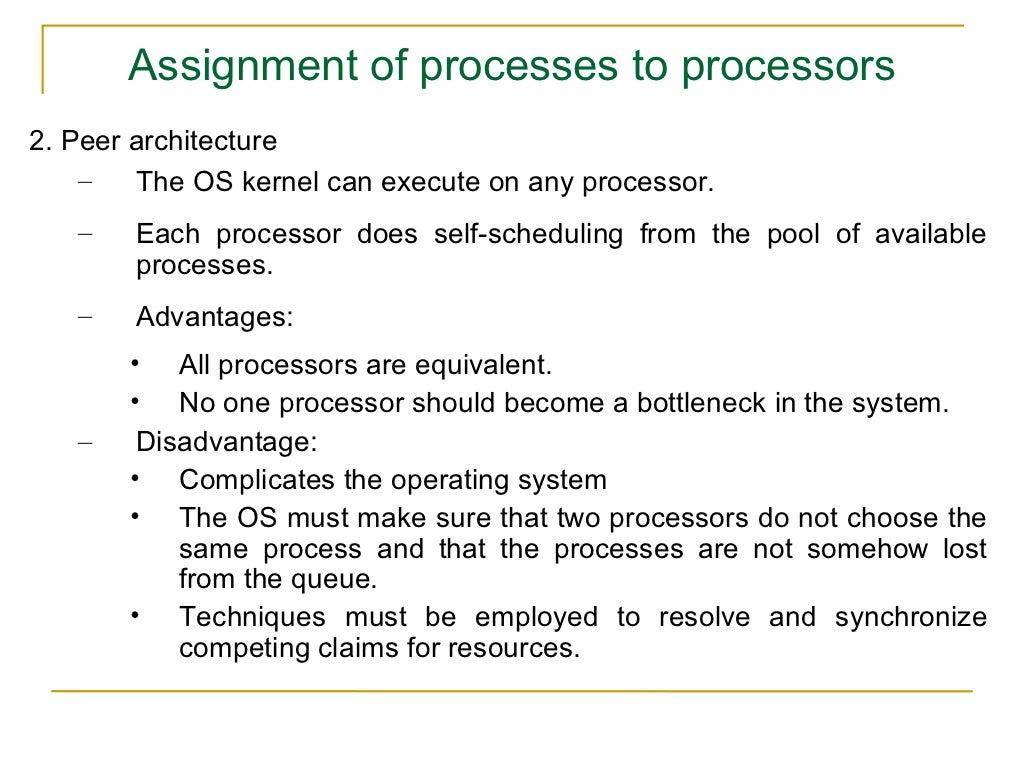 Assignment of processes to processors
2. Peer architecture
– The OS kernel can execute on any processor.
– Each processor does self-scheduling from the pool of available
processes.
– Advantages:
• All processors are equivalent.
• No one processor should become a bottleneck in the system.
– Disadvantage:
• Complicates the operating system
• The OS must make sure that two processors do not choose the
same process and that the processes are not somehow lost
from the queue.
• Techniques must be employed to resolve and synchronize
competing claims for resources.